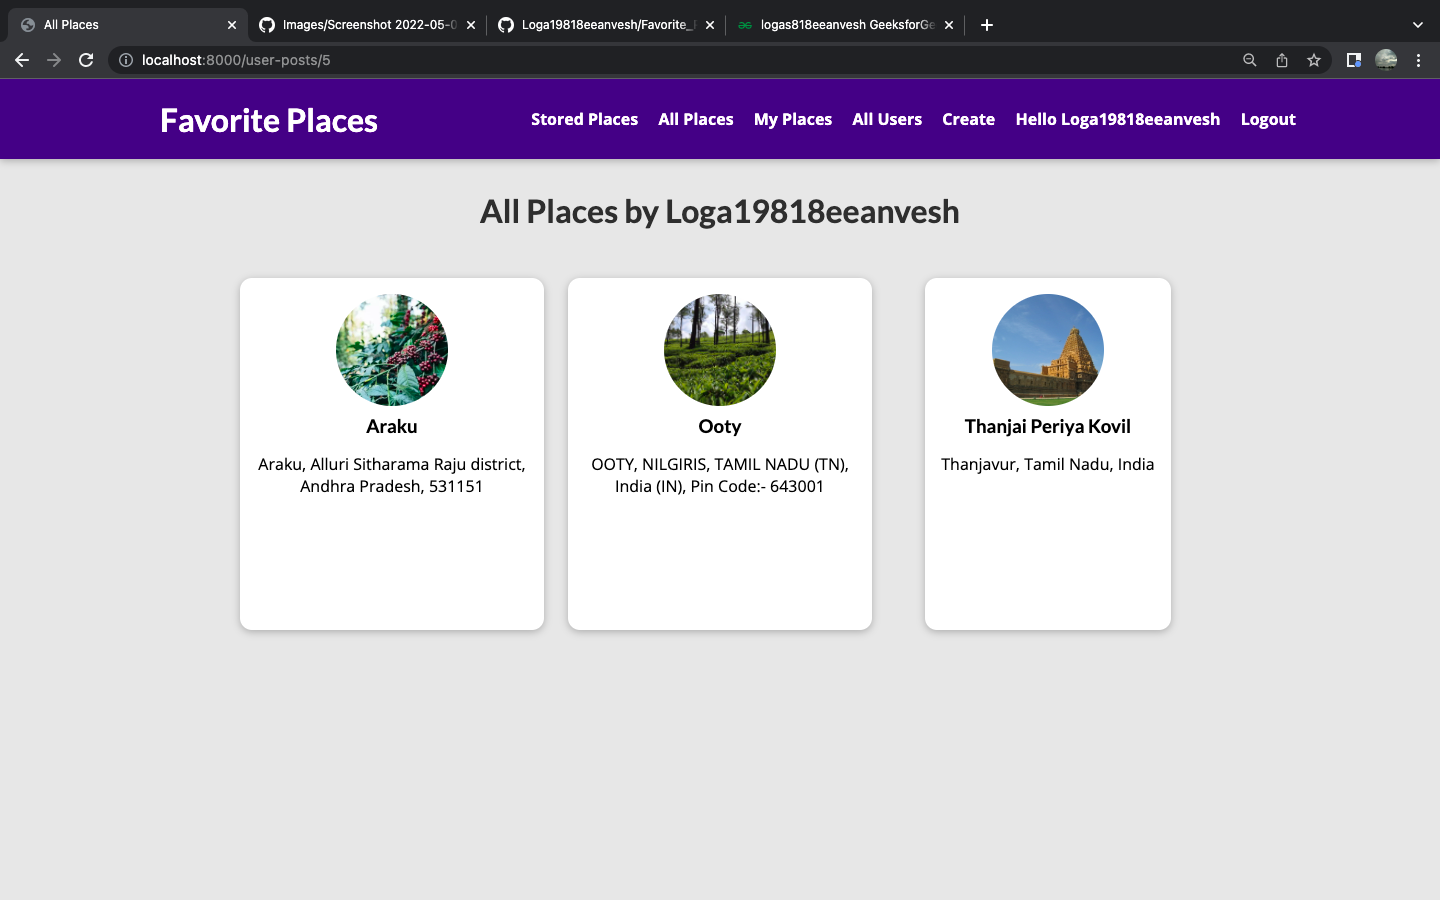 All Places
Images/Screenshot 2022-05-0
Loga19818eeanvesh/Favorite_
logas818eeanvesh GeeksforGe
localhost:8000/user-posts/5
Favorite Places
Stored Places
All Places
My Places
All Users
Create
Hello Loga19818eeanvesh
Logout
All Places by Loga19818eeanvesh
Araku
Araku, Alluri Sitharama Raju district,
Andhra Pradesh, 531151
Ooty
OOTY, NILGIRIS, TAMIL NADU (TN),
India (IN), Pin Code:- 643001
Thanjai Periya Kovil
Thanjavur, Tamil Nadu, India